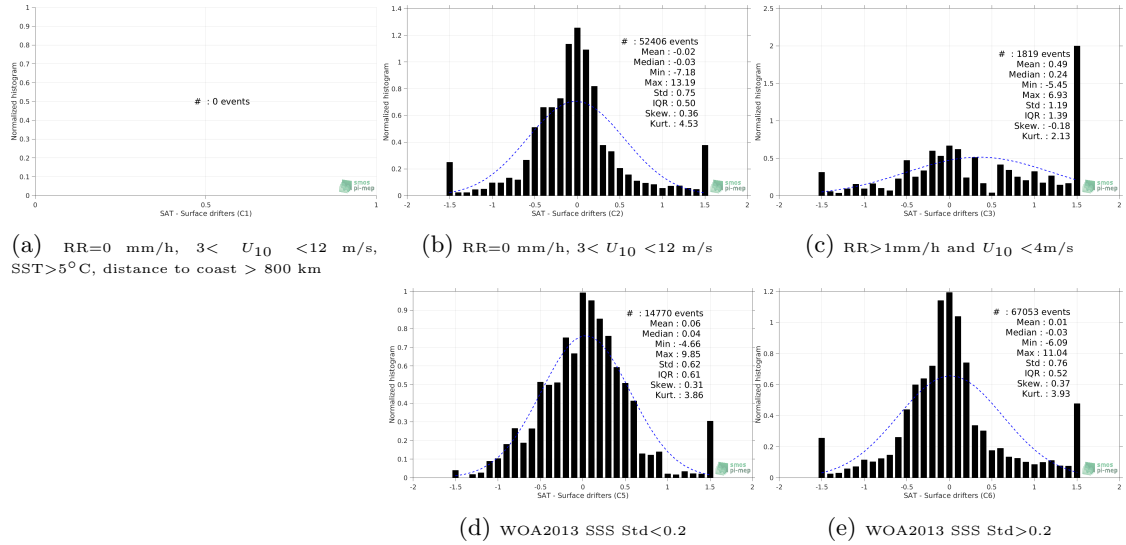 1
0.9
0.8
0.7
0.6
0.5
0.4
0.3
0.2
0.1
0
Normalized histogram
# : 0 events
0 0.5 1
SAT - Surface drifters (C1)
smos
pi-mep
(a) RR=0 mm/h, 3< U10 <12 m/s,
SST>5°C, distance to coast > 800 km
1.4
1.2
1
0.8
0.6
0.4
0.2
0.0
Normalized histogram
# : 52406 events
Mean : -0.02
Median : -0.03
Min : -7.18
Max : 13.19
Std : 0.75
IQR : 0.50
Skew. : 0.36
Kurt. : 4.53
-2 -1.5 -1 -0.5 0 0.5 1 1.5 2
SAT - Surface drifters (C2)
smos
pi-mep
(b) RR=0 mm/h, 3< U10 <12 m/s
2.5
2
1.5
1
0.5
0.0
Normalized histogram
# : 1819 events
Mean : 0.49
Median : 0.24
Min : -5.45
Max : 6.93
Std : 1.19
IQR : 1.39
Skew. : -0.18
Kurt. : 2.13
-2 -1.5 -1 -0.5 0 0.5 1 1.5 2
SAT - Surface drifters (C3)
smos
pi-mep
(c) RR>1mm/h and U10 <4m/s
1
0.9
0.8
0.7
0.6
0.5
0.4
0.3
0.2
0.1
0
Normalized histogram
# : 14770 events
Mean : 0.06
Median : 0.04
Min : -4.66
Max : 9.85
Std : 0.62
IQR : 0.61
Skew. : 0.31
Kurt. : 3.86
-2 -1.5 -1 -0.5 0 0.5 1 1.5 2
SAT - Surface drifters (C5)
smos
pi-mep
(d) WOA2013 SSS Std<0.2
1.2
1
0.8
0.6
0.4
0.2
0.0
Normalized histogram
# : 67053 events
Mean : 0.01
Median : -0.03
Min : -6.09
Max : 11.04
Std : 0.76
IQR : 0.52
Skew. : 0.37
Kurt. : 3.93
-2 -1.5 -1 -0.5 0 0.5 1 1.5 2
SAT - Surface drifters (C6)
smos
pi-mep
(e) WOA2013 SSS Std>0.2